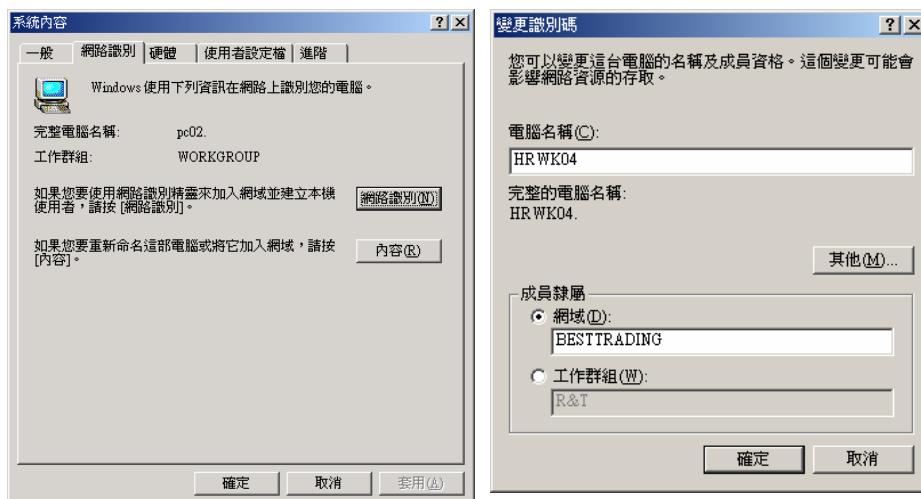 系統內容
一般
網路識別
硬體
使用者設定檔
進階
Windows 使用下列資訊在網路上識別您的電腦。
完整電腦名稱:
pc02.
工作群組:
WORKGROUP
如果您要使用網路識別精靈來加入網域並建立本機
使用者，請按 [網路識別]。
網路識別(N)
如果您要重新命名這部電腦或將它加入網域，請按
[內容]。
內容(R)
確定
取消
套用(A)
變更識別碼
您可以變更這台電腦的名稱及成員資格。這個變更可能會
影響網路資源的存取。
電腦名稱(C):
HRWK04
完整的電腦名稱:
HRWK04.
其他(M)...
成員隸屬
網域(D):
BESTTRADING
工作群組(W):
R&T
確定
取消